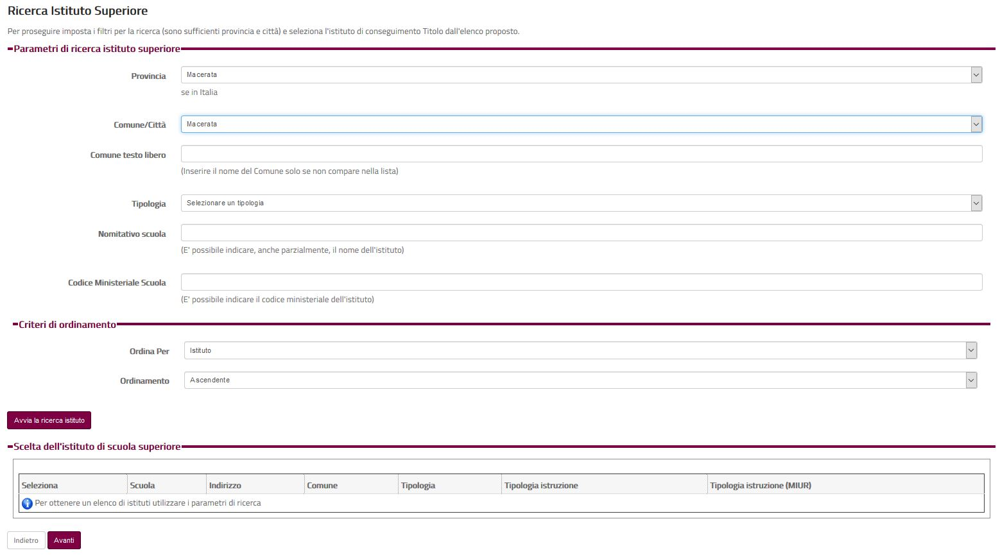 Ricerca Istituto Superiore
Per proseguire imposta i filtri per la ricerca (sono sufficienti provincia e città) e seleziona l'istituto di conseguimento Titolo dall'elenco proposto.
Parametri di ricerca istituto superiore
Provincia
Macerata
se in Italia
Comune/Città
Macerata
Comune testo libero
(Inserire il nome del Comune solo se non compare nella lista)
Tipologia
Selezionare un tipologia
Nomitativo scuola
(E' possibile indicare, anche parzialmente, il nome dell'istituto)
Codice Ministeriale Scuola
(E' possibile indicare il codice ministeriale dell'istituto)
Criteri di ordinamento
Ordina Per
Istituto
Ordinamento
Ascendente
Avvia la ricerca istituto
Scelta dell'istituto di scuola superiore
Seleziona Scuola Indirizzo Comune Tipologia Tipologia istruzione Tipologia istruzione (MIUR)
Per ottenere un elenco di istituti utilizzare i parametri di ricerca
Indietro Avanti